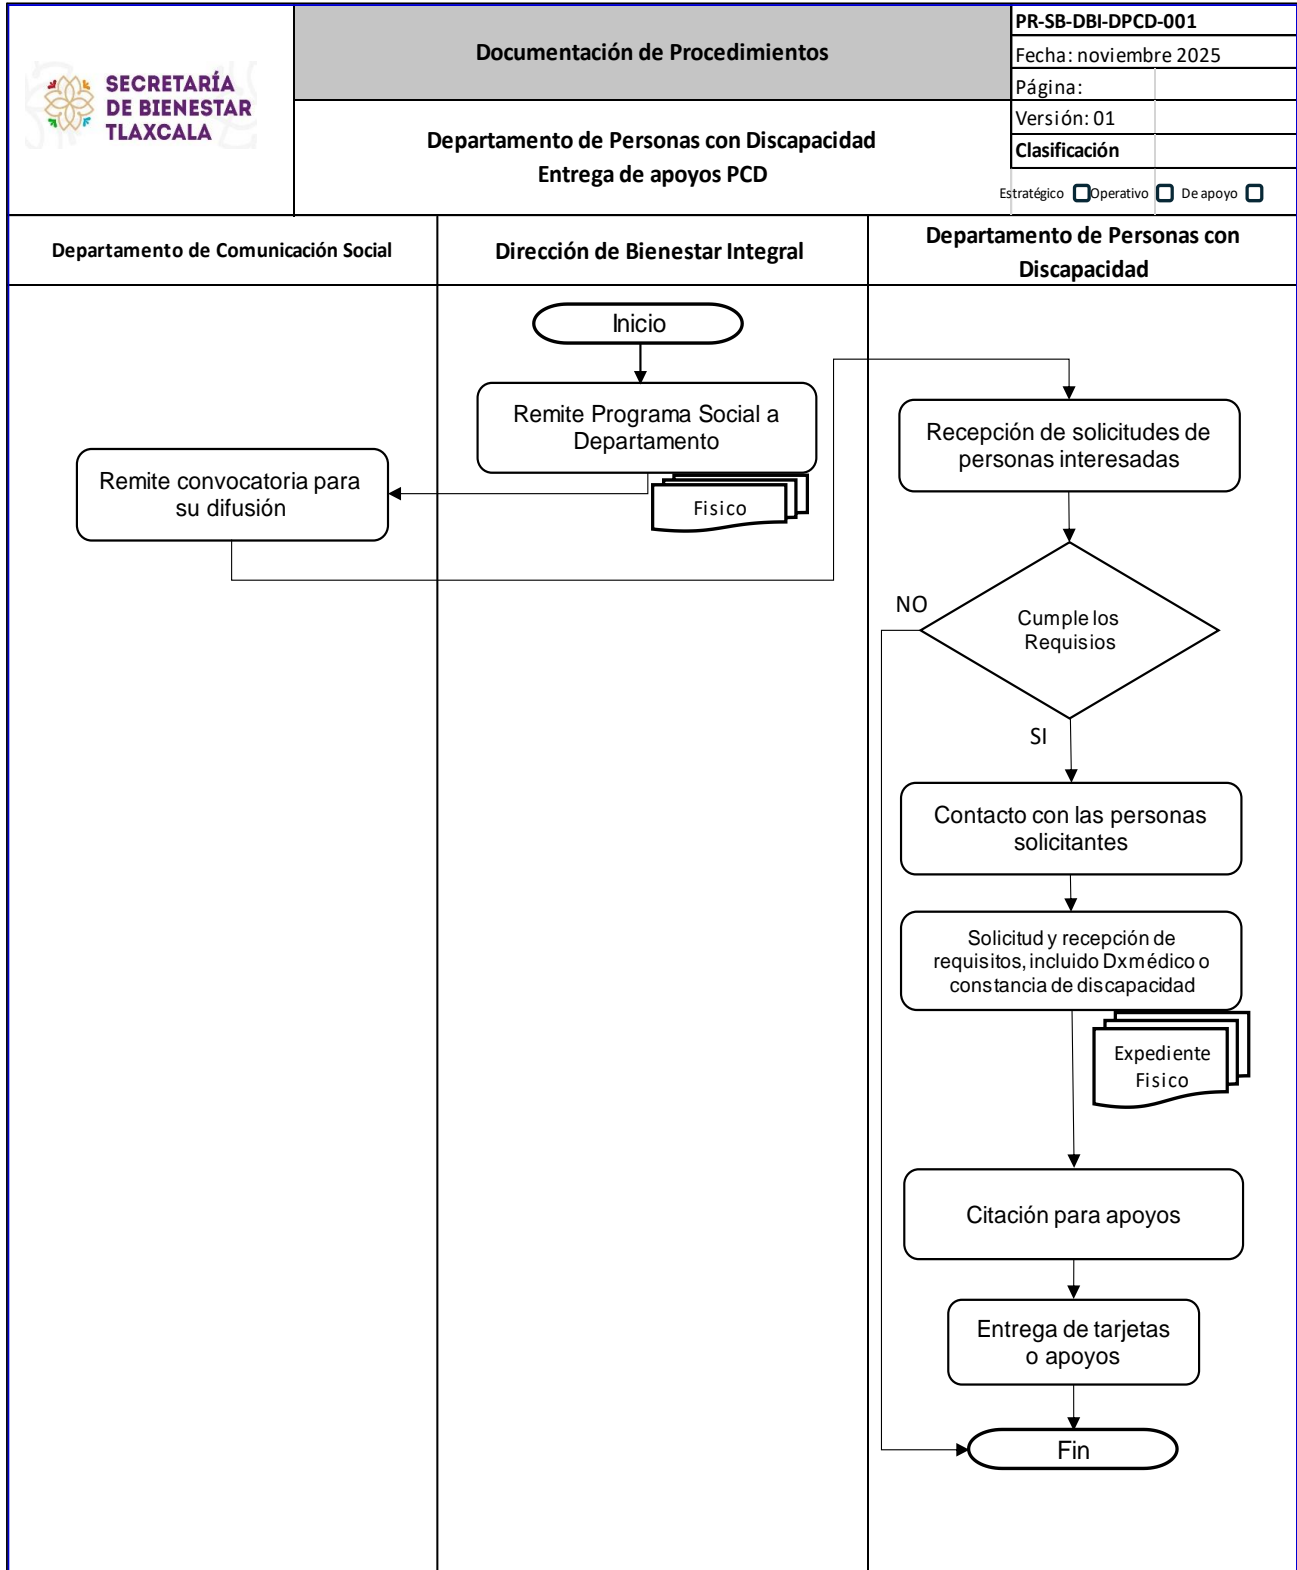 SECRETARÍA
DE BIENESTAR
TLAXCALA
Documentación de Procedimientos
Departamento de Personas con Discapacidad
Entrega de apoyos PCD
PR-SB-DBI-DPCD-001
Fecha: noviembre 2025
Página:
Versión: 01
Clasificación
Estratégico Operativo De apoyo
Departamento de Comunicación Social
Dirección de Bienestar Integral
Departamento de Personas con
Discapacidad
Inicio
Remite Programa Social a
Departamento
Fisico
Remite convocatoria para
su difusión
Recepción de solicitudes de
personas interesadas
Cumple los
Requisios
NO
SI
Contacto con las personas
solicitantes
Solicitud y recepción de
requisitos, incluido Dx médico o
constancia de discapacidad
Expediente
Fisico
Citación para apoyos
Entrega de tarjetas
o apoyos
Fin